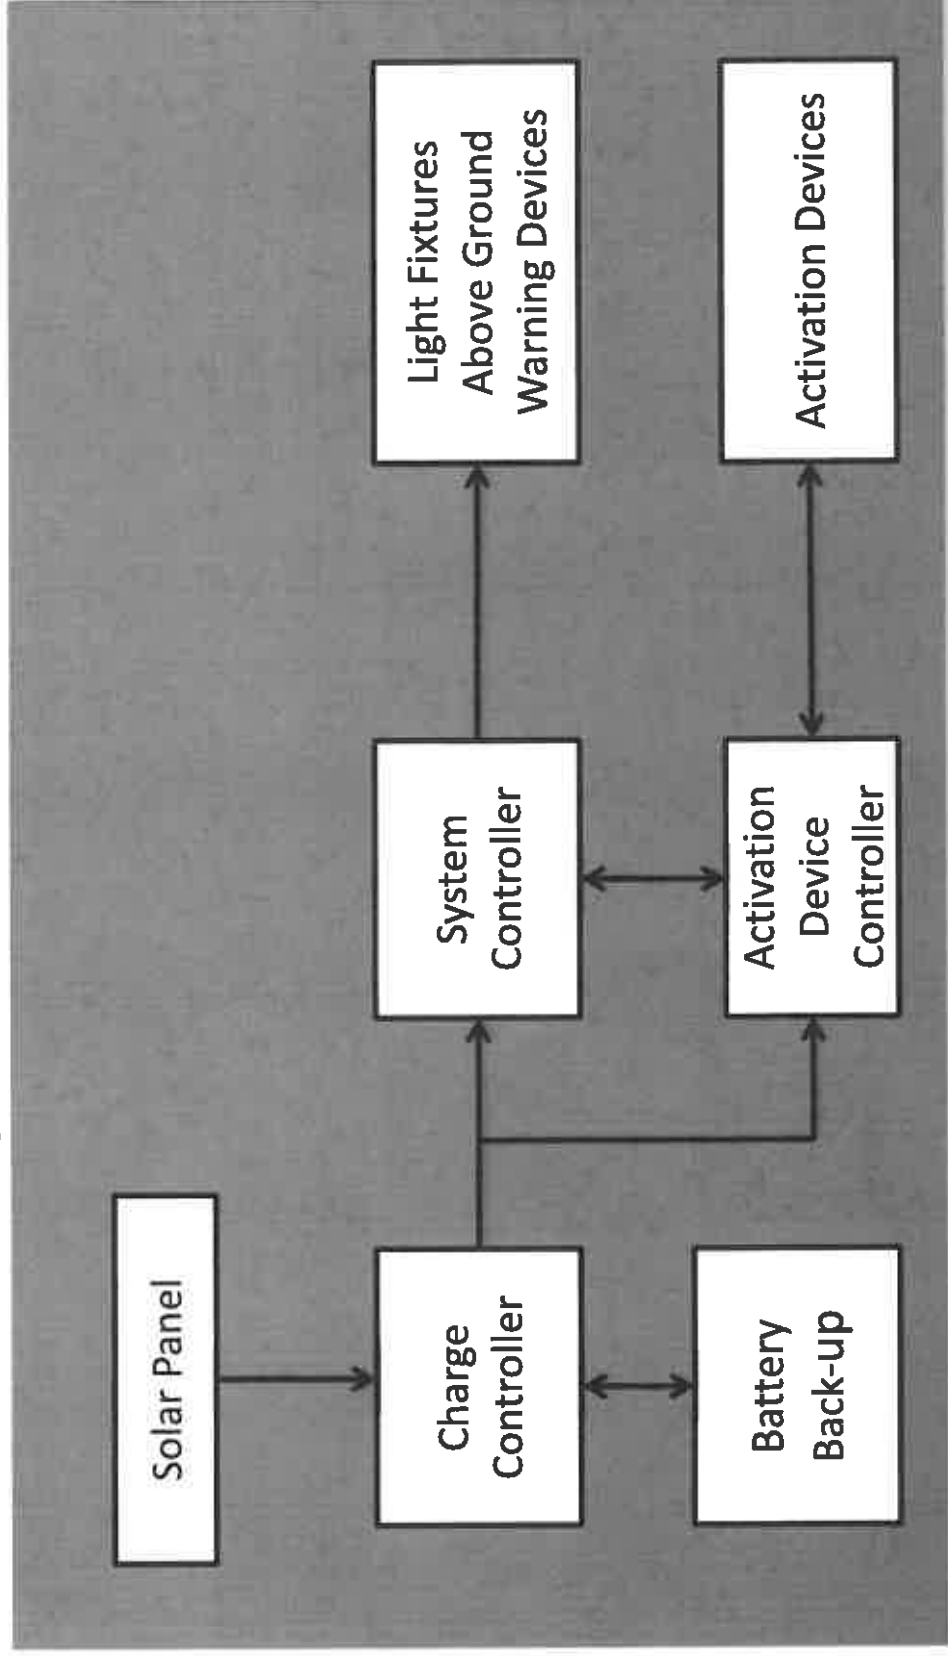 Solar Panel
Charge
Controller
Battery
Back-up
System
Controller
Activation
Device
Controller
Light Fixtures
Above Ground
Warning Devices
Activation Devices